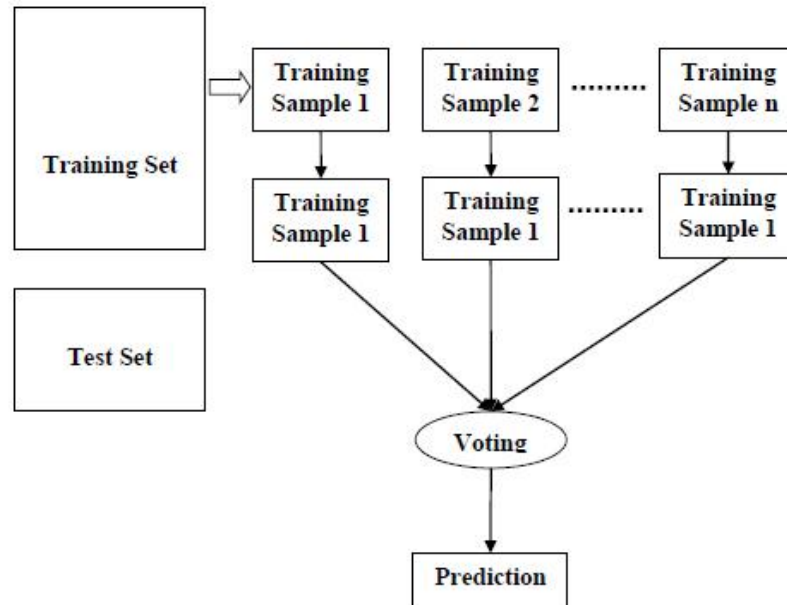 Training Set
Training
Sample 1
Training
Sample 2
.........
Training
Sample n
Training
Sample 1
Training
Sample 1
.........
Training
Sample 1
Test Set
Voting
Prediction